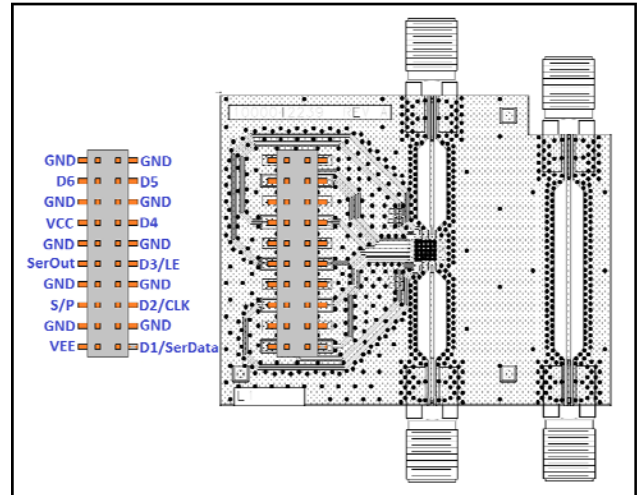 GND GND
D6 D5
GND GND
VCC D4
GND GND
SerOut D3/LE
GND GND
S/P D2/CLK
GND GND
VEE D1/SerData